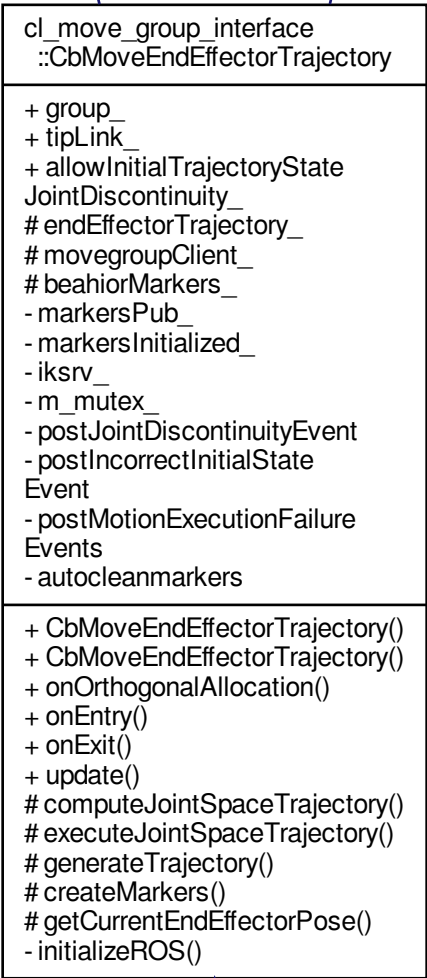 cl_move_group_interface
::CbMoveEndEffectorTrajectory
+ group_
+ tipLink_
+ allowInitialTrajectoryState
JointDiscontinuity_
# endEffectorTrajectory_
# movegroupClient_
# beahiorMarkers_
- markersPub_
- markersInitialized_
- iksrv_
- m_mutex_
- postJointDiscontinuityEvent
- postIncorrectInitialState
Event
- postMotionExecutionFailure
Events
- autocleanmarkers
+ CbMoveEndEffectorTrajectory()
+ CbMoveEndEffectorTrajectory()
+ onOrthogonalAllocation()
+ onEntry()
+ onExit()
+ update()
# computeJointSpaceTrajectory()
# executeJointSpaceTrajectory()
# generateTrajectory()
# createMarkers()
# getCurrentEndEffectorPose()
- initializeROS()